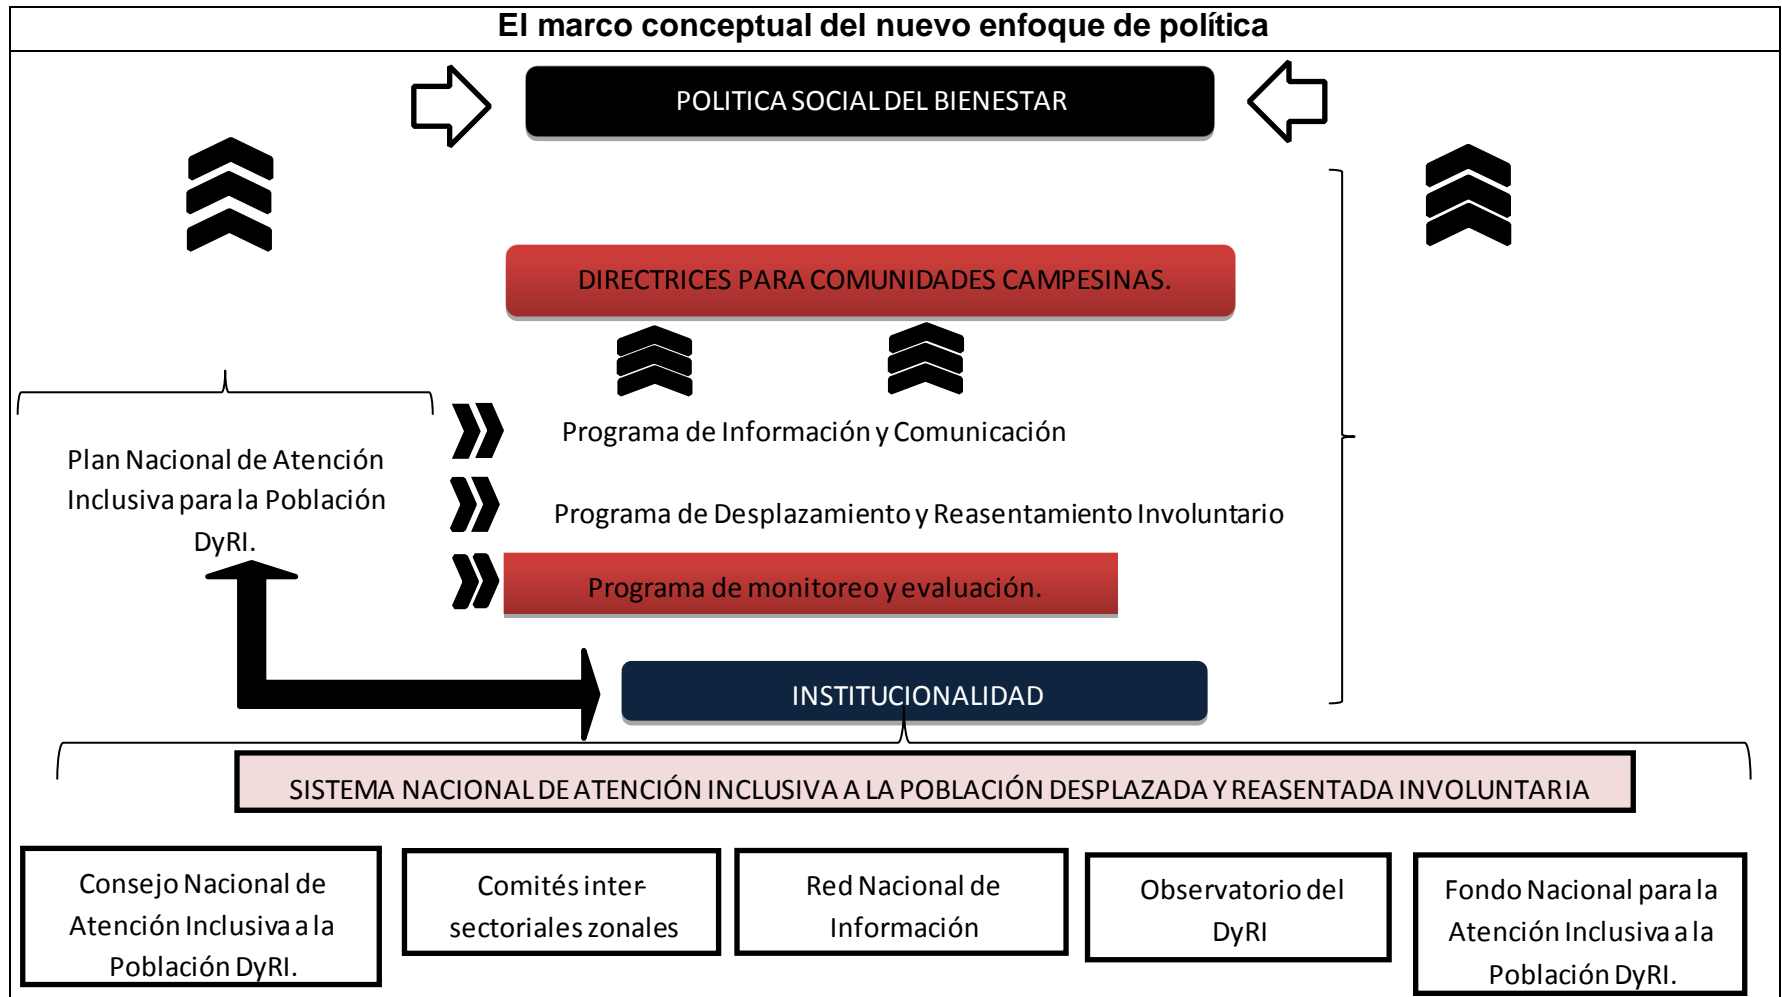 El marco conceptual del nuevo enfoque de política
POLITICA SOCIAL DEL BIENESTAR
DIRECTRICES PARA COMUNIDADES CAMPESINAS.
Plan Nacional de Atención
Inclusiva para la Población
DyRI.
Programa de Información y Comunicación
Programa de Desplazamiento y Reasentamiento Involuntario
Programa de monitoreo y evaluación.
INSTITUCIONALIDAD
SISTEMA NACIONAL DE ATENCIÓN INCLUSIVA A LA POBLACIÓN DESPLAZADA Y REASENTADA INVOLUNTARIA
Consejo Nacional de
Atención Inclusiva a la
Población DyRI.
Comités inter-
sectoriales zonales
Red Nacional de
Información
Observatorio del
DyRI
Fondo Nacional para la
Atención Inclusiva a la
Población DyRI.